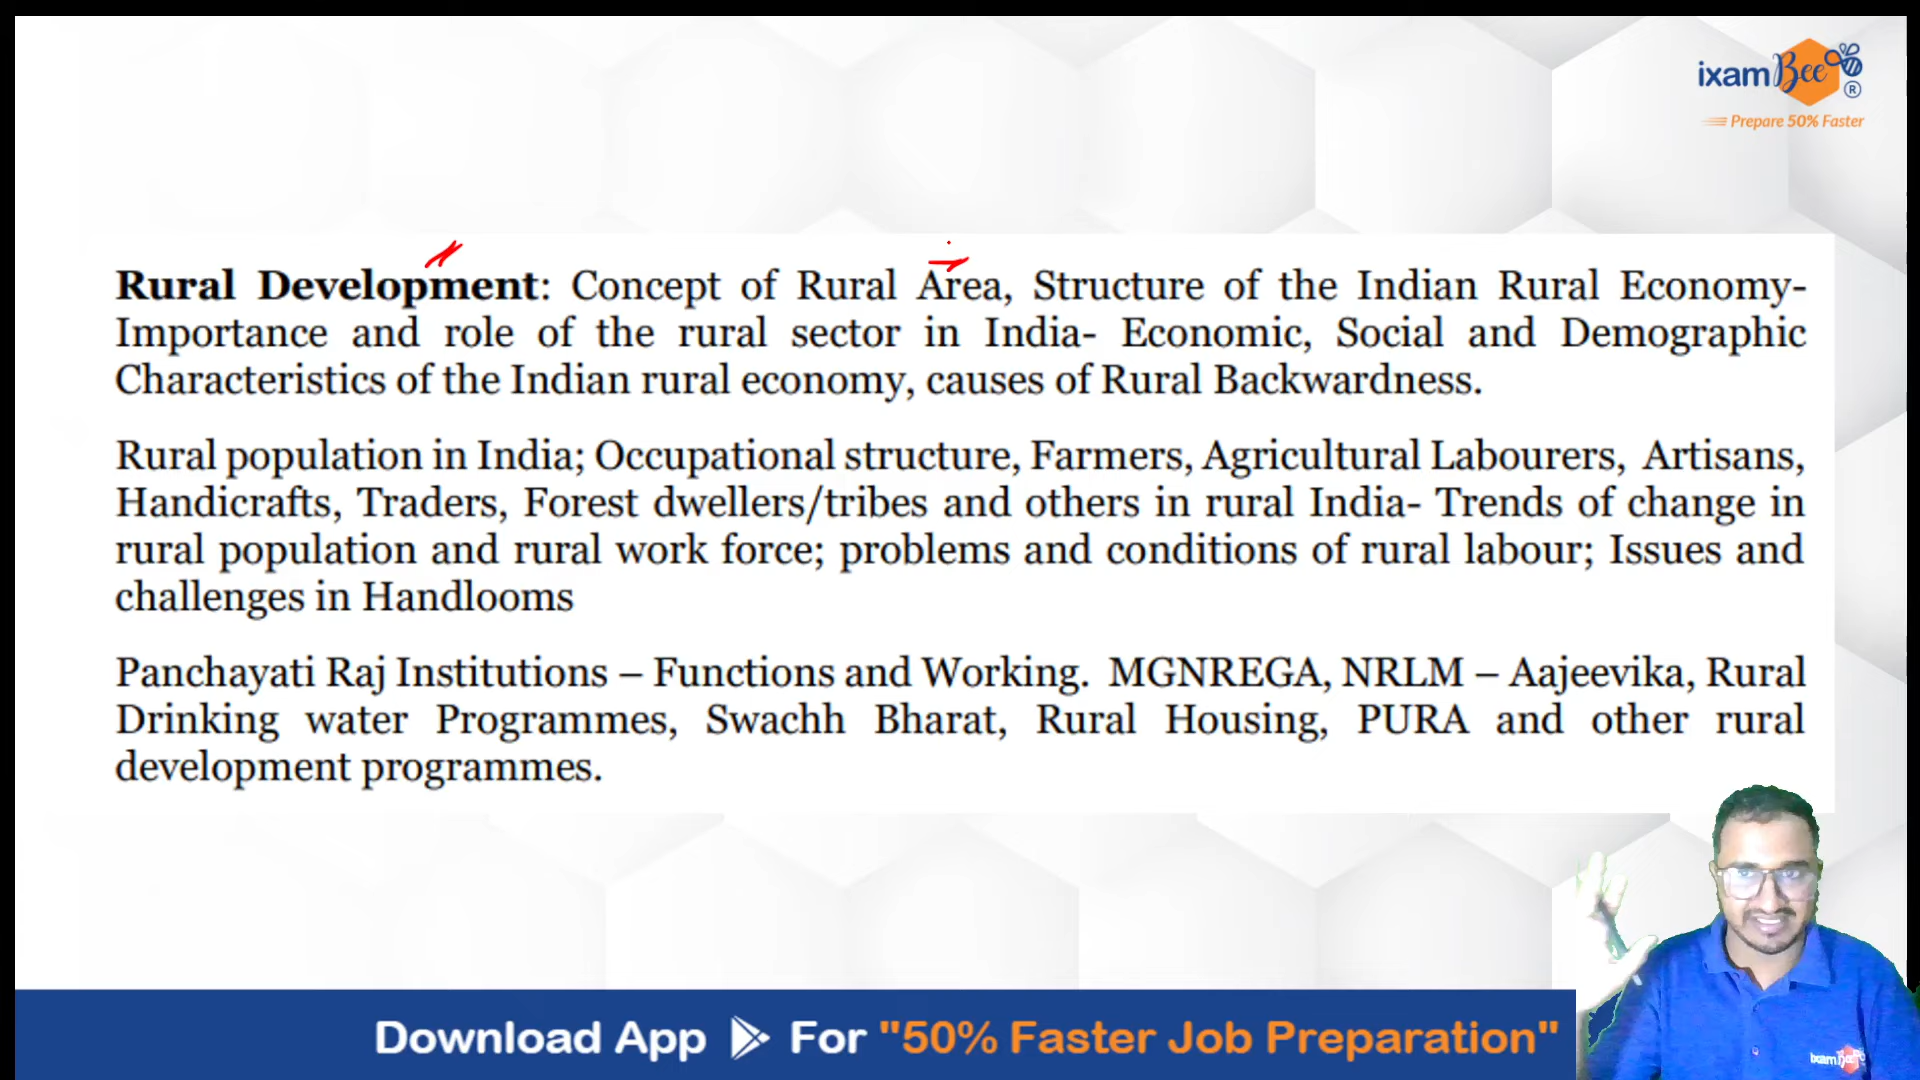 ixamBee
®
Prepare 50% Faster
Rural Development: Concept of Rural Area, Structure of the Indian Rural Economy-
Importance and role of the rural sector in India- Economic, Social and Demographic
Characteristics of the Indian rural economy, causes of Rural Backwardness.
Rural population in India; Occupational structure, Farmers, Agricultural Labourers, Artisans,
Handicrafts, Traders, Forest dwellers/tribes and others in rural India- Trends of change in
rural population and rural work force; problems and conditions of rural labour; Issues and
challenges in Handlooms
Panchayati Raj Institutions – Functions and Working. MGNREGA, NRLM – Aajeevika, Rural
Drinking water Programmes, Swachh Bharat, Rural Housing, PURA and other rural
development programmes.
Download App For "50% Faster Job Preparation"
ixamBee